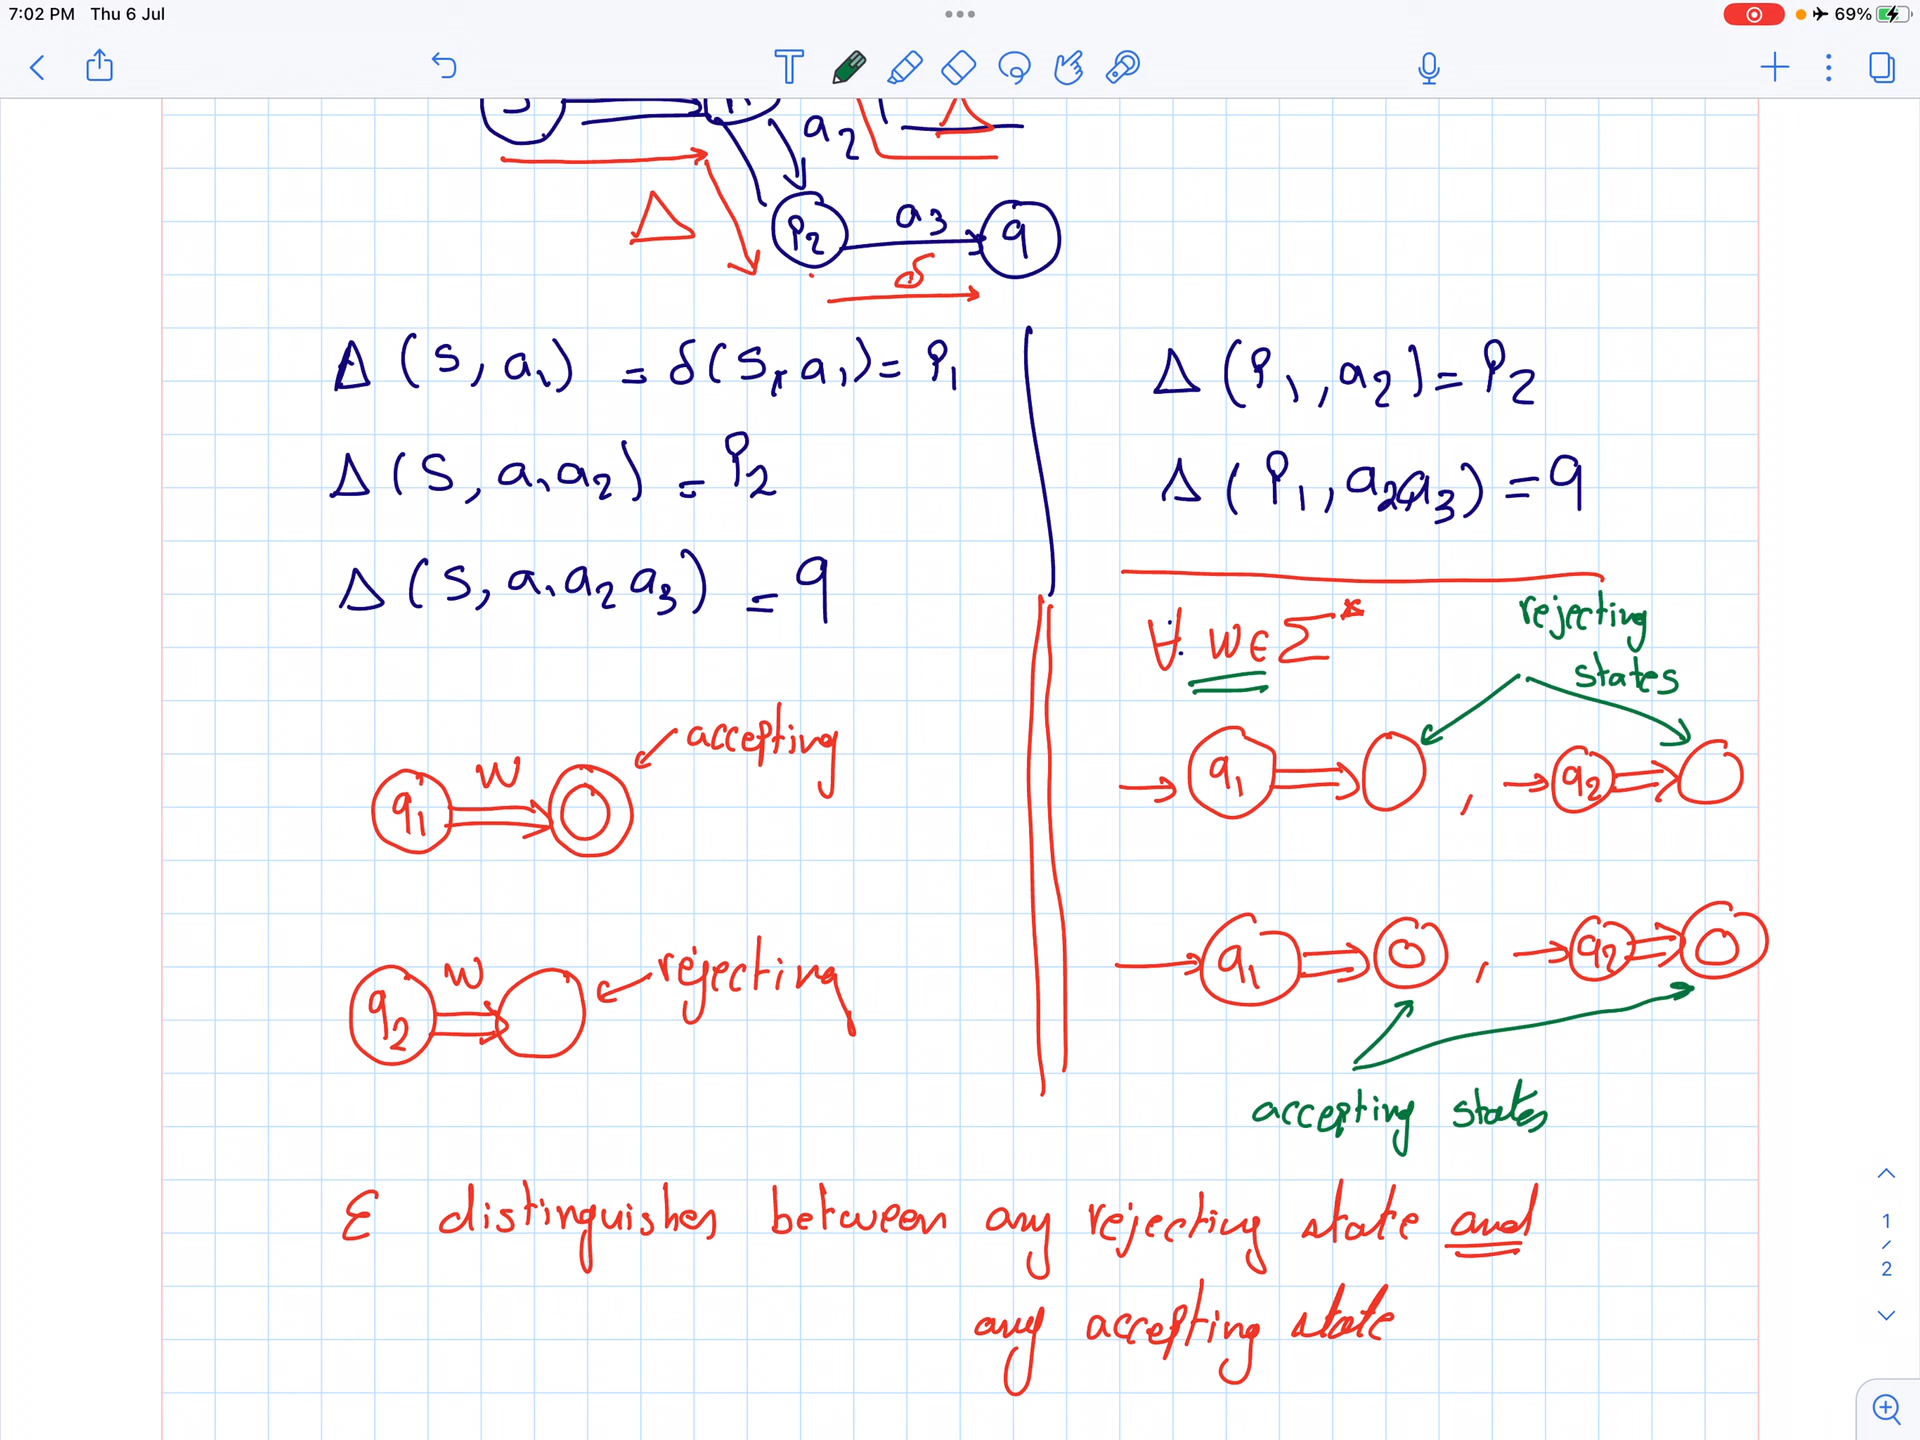 7:02 PM Thu 6 Jul
69%
T
a2
Δ
Δ
P2
a3
q
δ
Δ(S, a1) = δ(S, a1) = P1
Δ(P1, a2) = P2
Δ(S, a1a2) = P2
Δ(P1, a2a3) = q
Δ(S, a1a2a3) = q
∀ w ∈ Σ*
rejecting
states
accepting
q1
w
q1
,
q2
q2
w
rejecting
q1
,
q2
accepting states
ε distinguishes between any rejecting state and
any accepting state
1
/
2